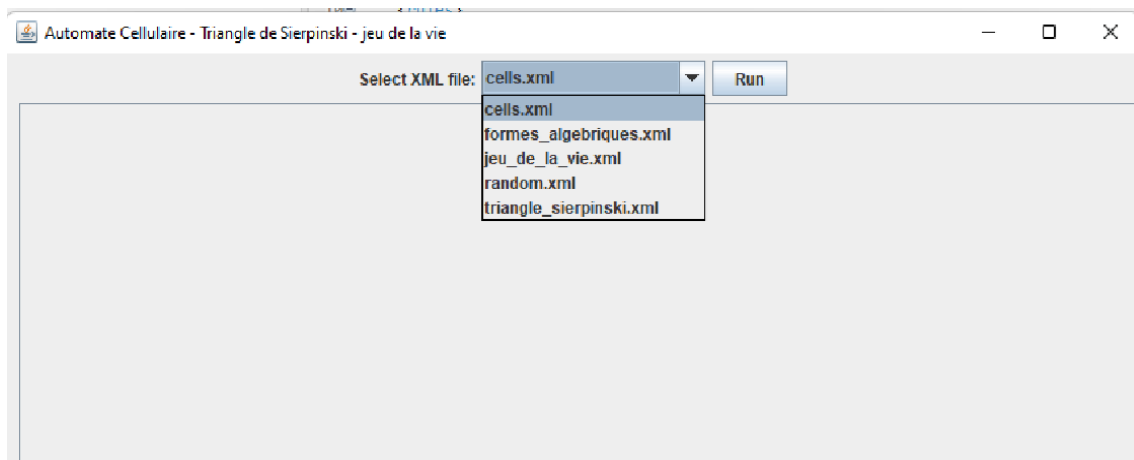 Automate Cellulaire - Triangle de Sierpinski - jeu de la vie
Select XML file: cells.xml Run
cells.xml
formes_algebriques.xml
jeu_de_la_vie.xml
random.xml
triangle_sierpinski.xml